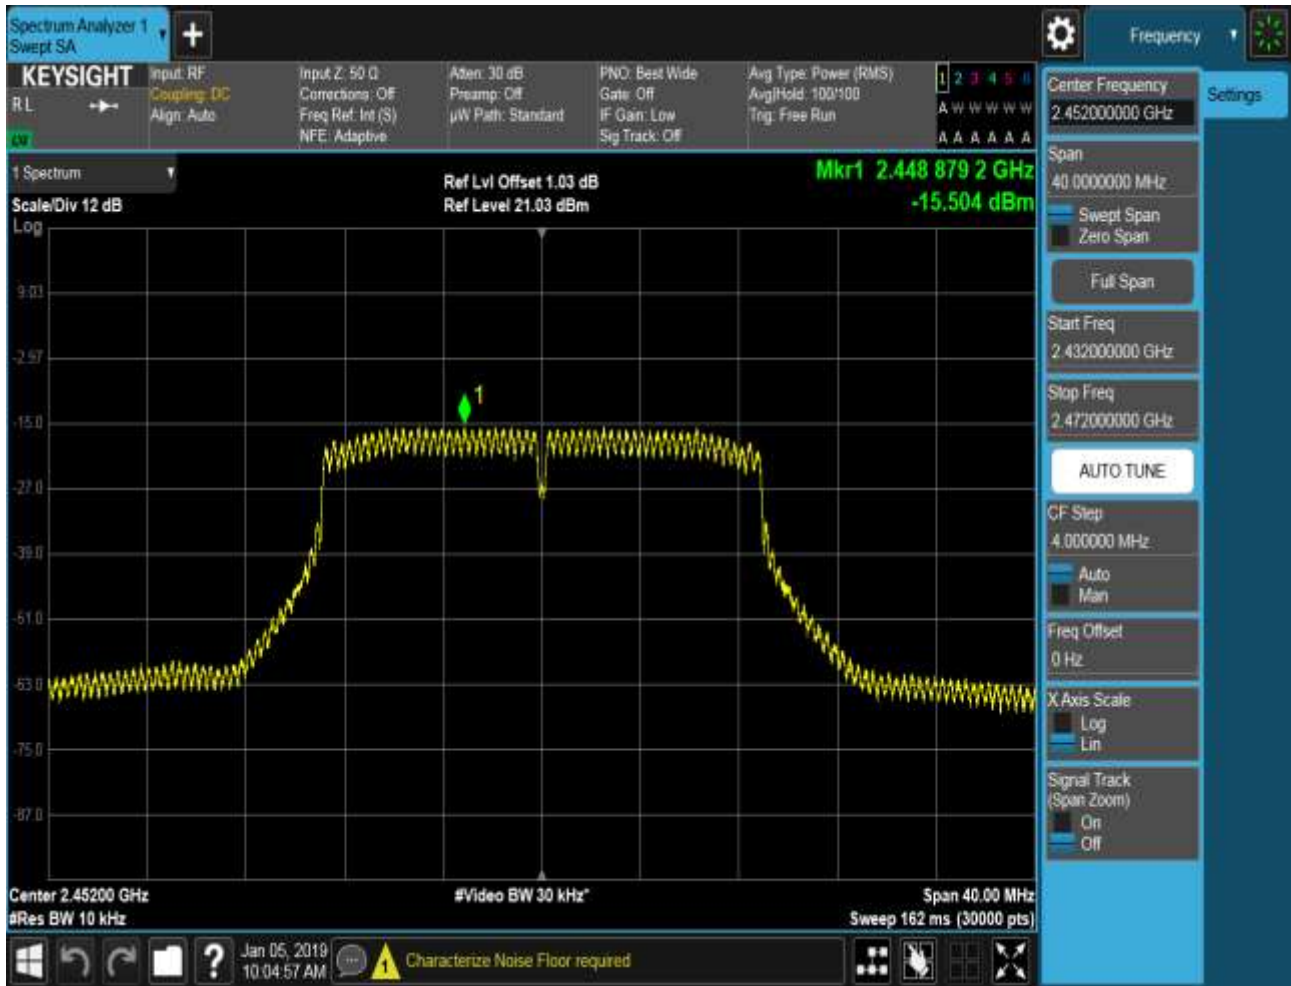 Spectrum Analyzer 1
Swept SA
+
Frequency
KEYSIGHT
R L
Input: RF
Coupling: DC
Align: Auto
Input Z: 50 Ω
Corrections: Off
Freq Ref: Int (S)
NFE: Adaptive
Atten: 30 dB
Preamp: Off
µW Path: Standard
PNO: Best Wide
Gate: Off
IF Gain: Low
Sig Track: Off
Avg Type: Power (RMS)
Avg|Hold: 100/100
Trig: Free Run
1 2 3 4 5 6
A W W W W W
A A A A A A
1 Spectrum
Scale/Div 12 dB
Log
Ref Lvl Offset 1.03 dB
Ref Level 21.03 dBm
Mkr1 2.448 879 2 GHz
-15.504 dBm
9.03
-2.97
-15.0
-27.0
-39.0
-51.0
-63.0
-75.0
-87.0
1
Center 2.45200 GHz
#Res BW 10 kHz
#Video BW 30 kHz*
Span 40.00 MHz
Sweep 162 ms (30000 pts)
Center Frequency
2.452000000 GHz
Settings
Span
40.0000000 MHz
Swept Span
Zero Span
Full Span
Start Freq
2.432000000 GHz
Stop Freq
2.472000000 GHz
AUTO TUNE
CF Step
4.000000 MHz
Auto
Man
Freq Offset
0 Hz
X Axis Scale
Log
Lin
Signal Track
(Span Zoom)
On
Off
?
Jan 05, 2019
10:04:57 AM
1
Characterize Noise Floor required